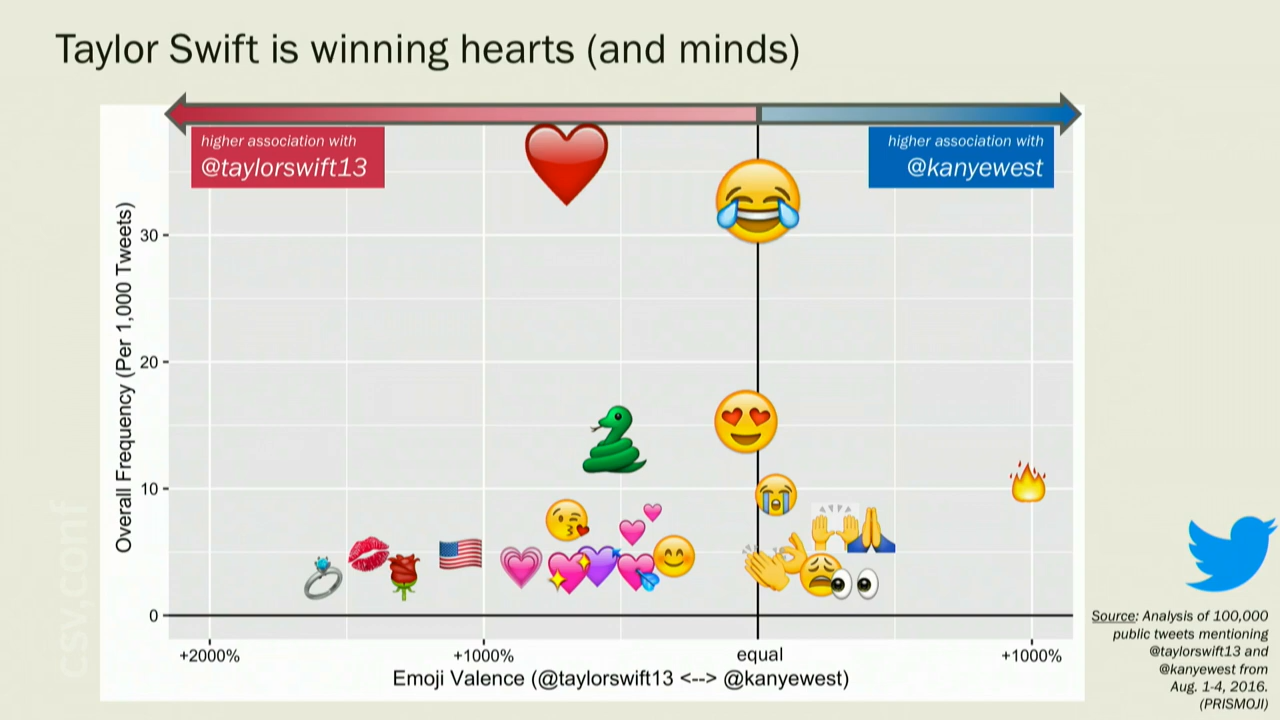 Taylor Swift is winning hearts (and minds)
higher association with
@taylorswift13
higher association with
@kanyewest
Overall Frequency (Per 1,000 Tweets)
30
20
10
0
+2000%
+1000%
equal
+1000%
Emoji Valence (@taylorswift13 <--> @kanyewest)
csv,conf
Source: Analysis of 100,000
public tweets mentioning
@taylorswift13 and
@kanyewest from
Aug. 1-4, 2016.
(PRISMOJI)